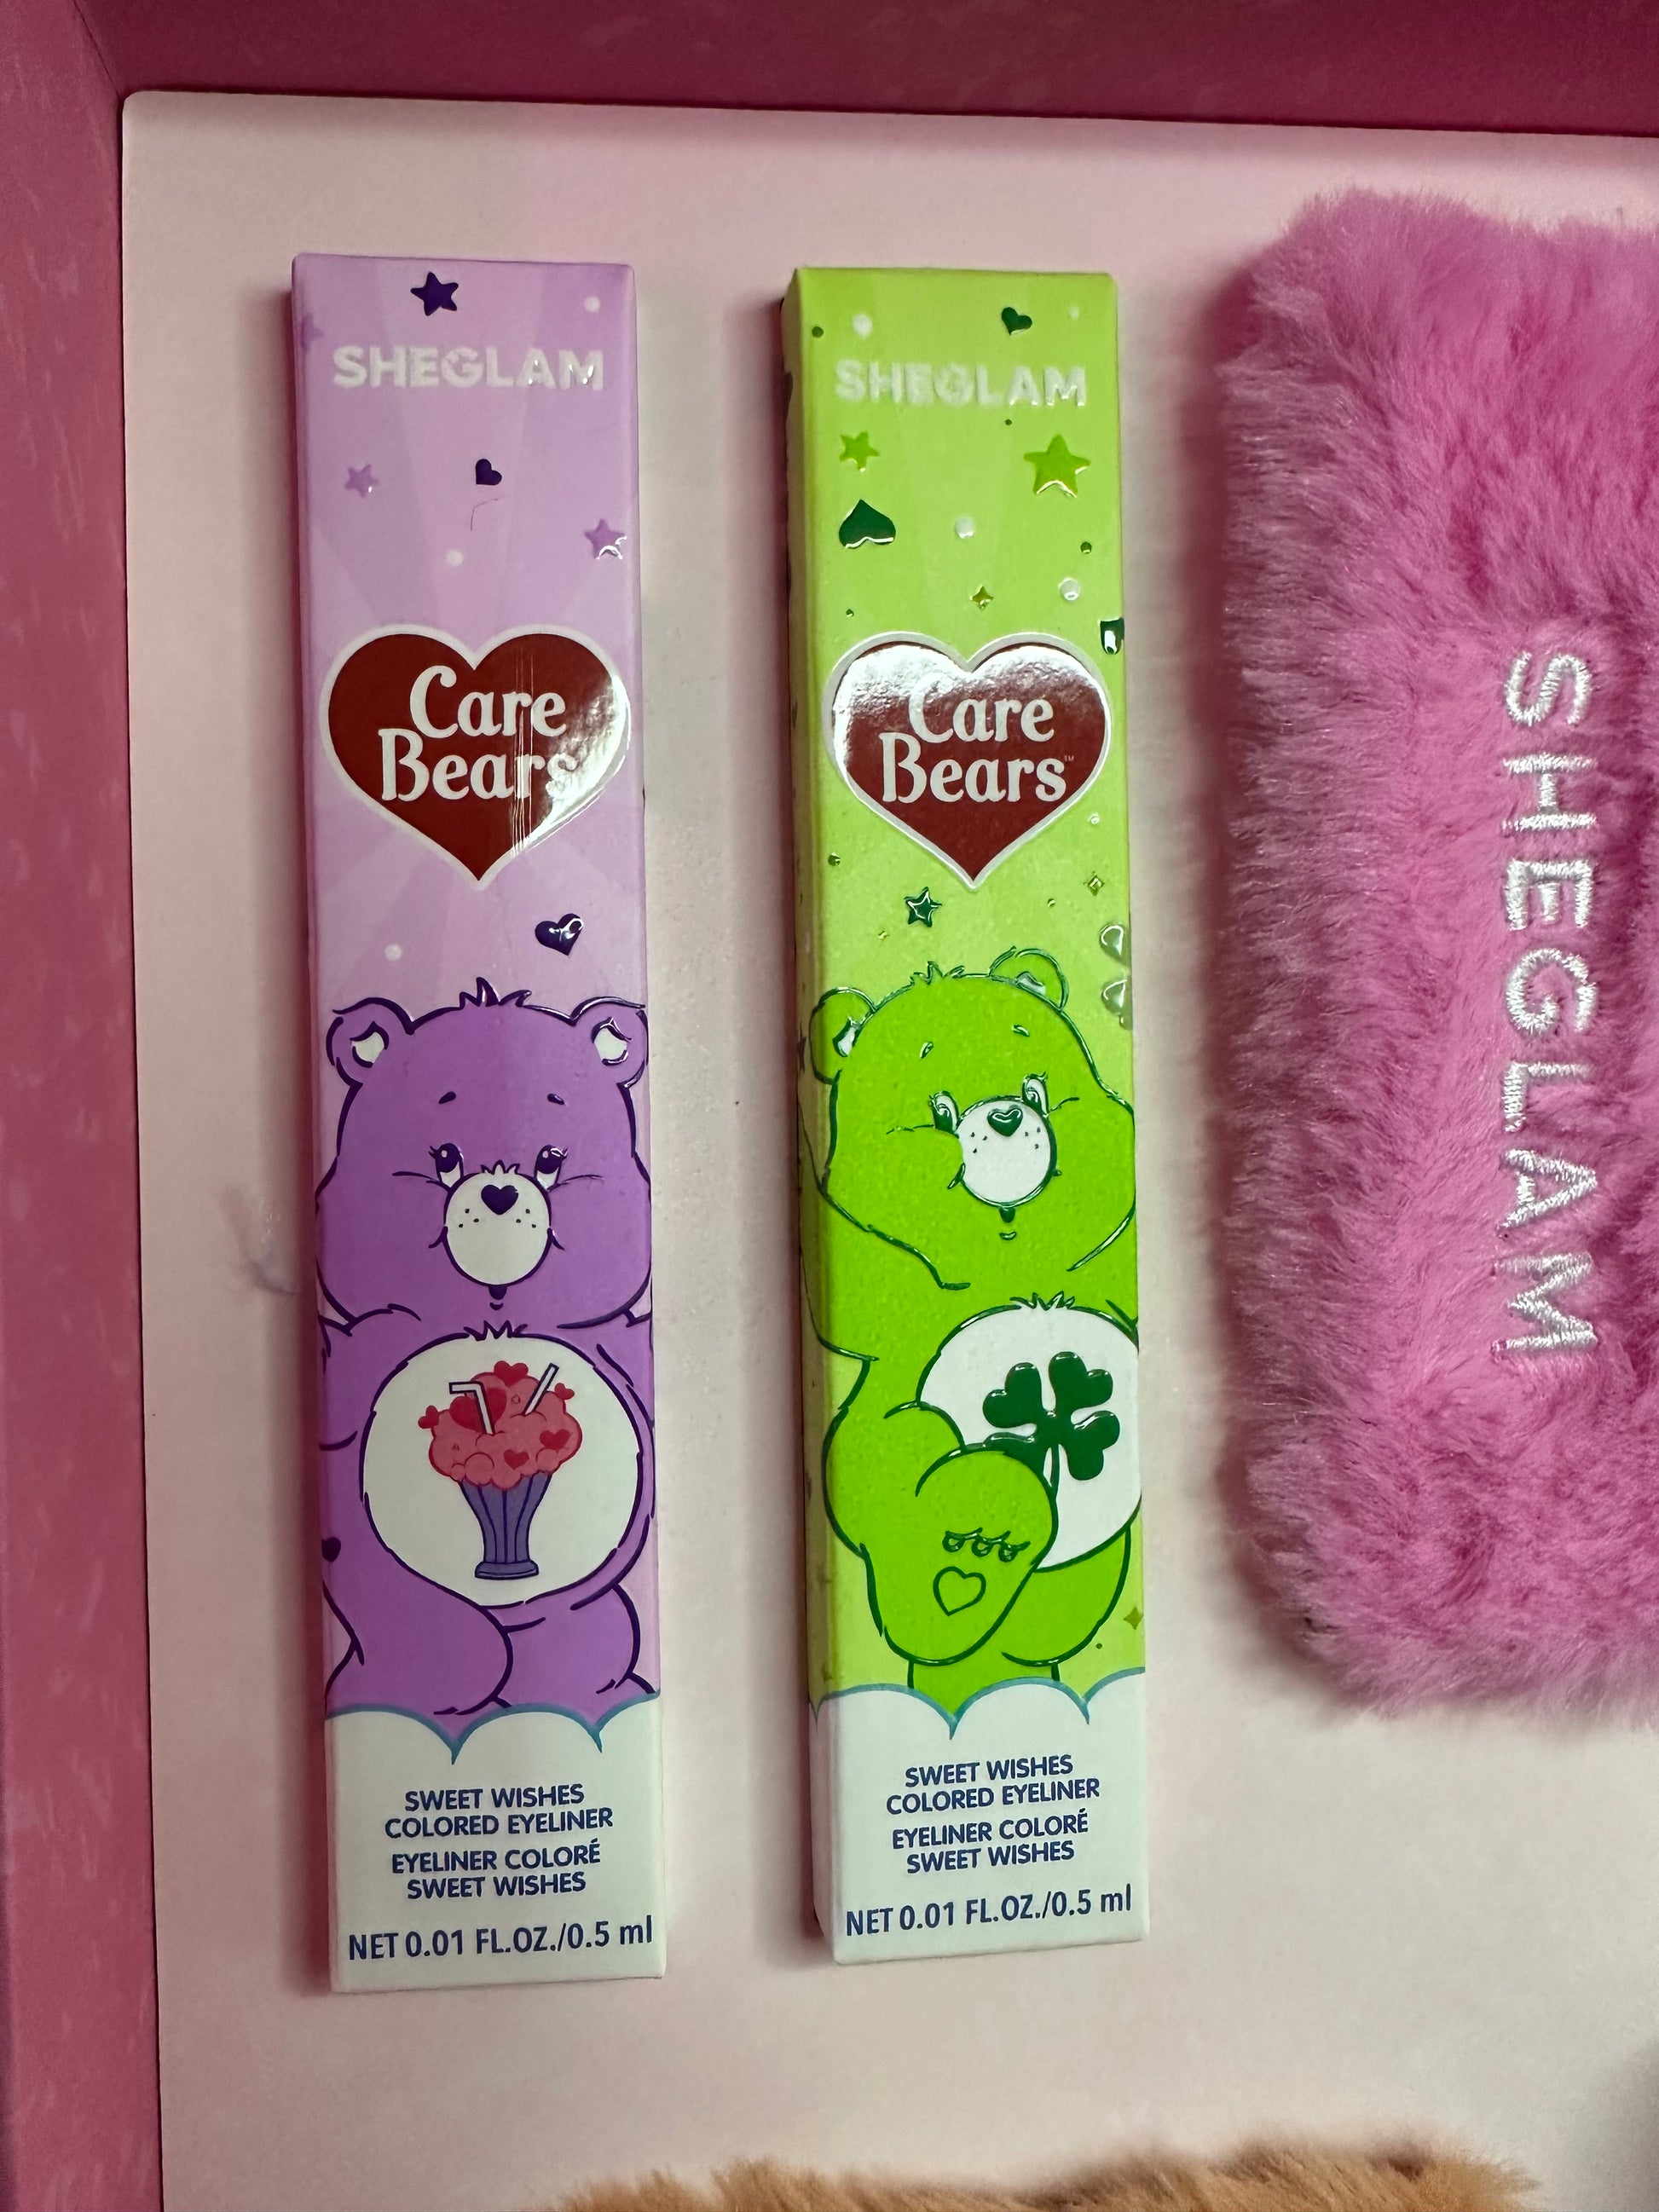 SHEGLAM
Care
Bears
SWEET WISHES
COLORED EYELINER
EYELINER COLORÉ
SWEET WISHES
NET 0.01 FL.OZ./0.5 ml
SHEGLAM
Care
Bears™
SWEET WISHES
COLORED EYELINER
EYELINER COLORÉ
SWEET WISHES
NET 0.01 FL.OZ./0.5 ml
SHEGLAM